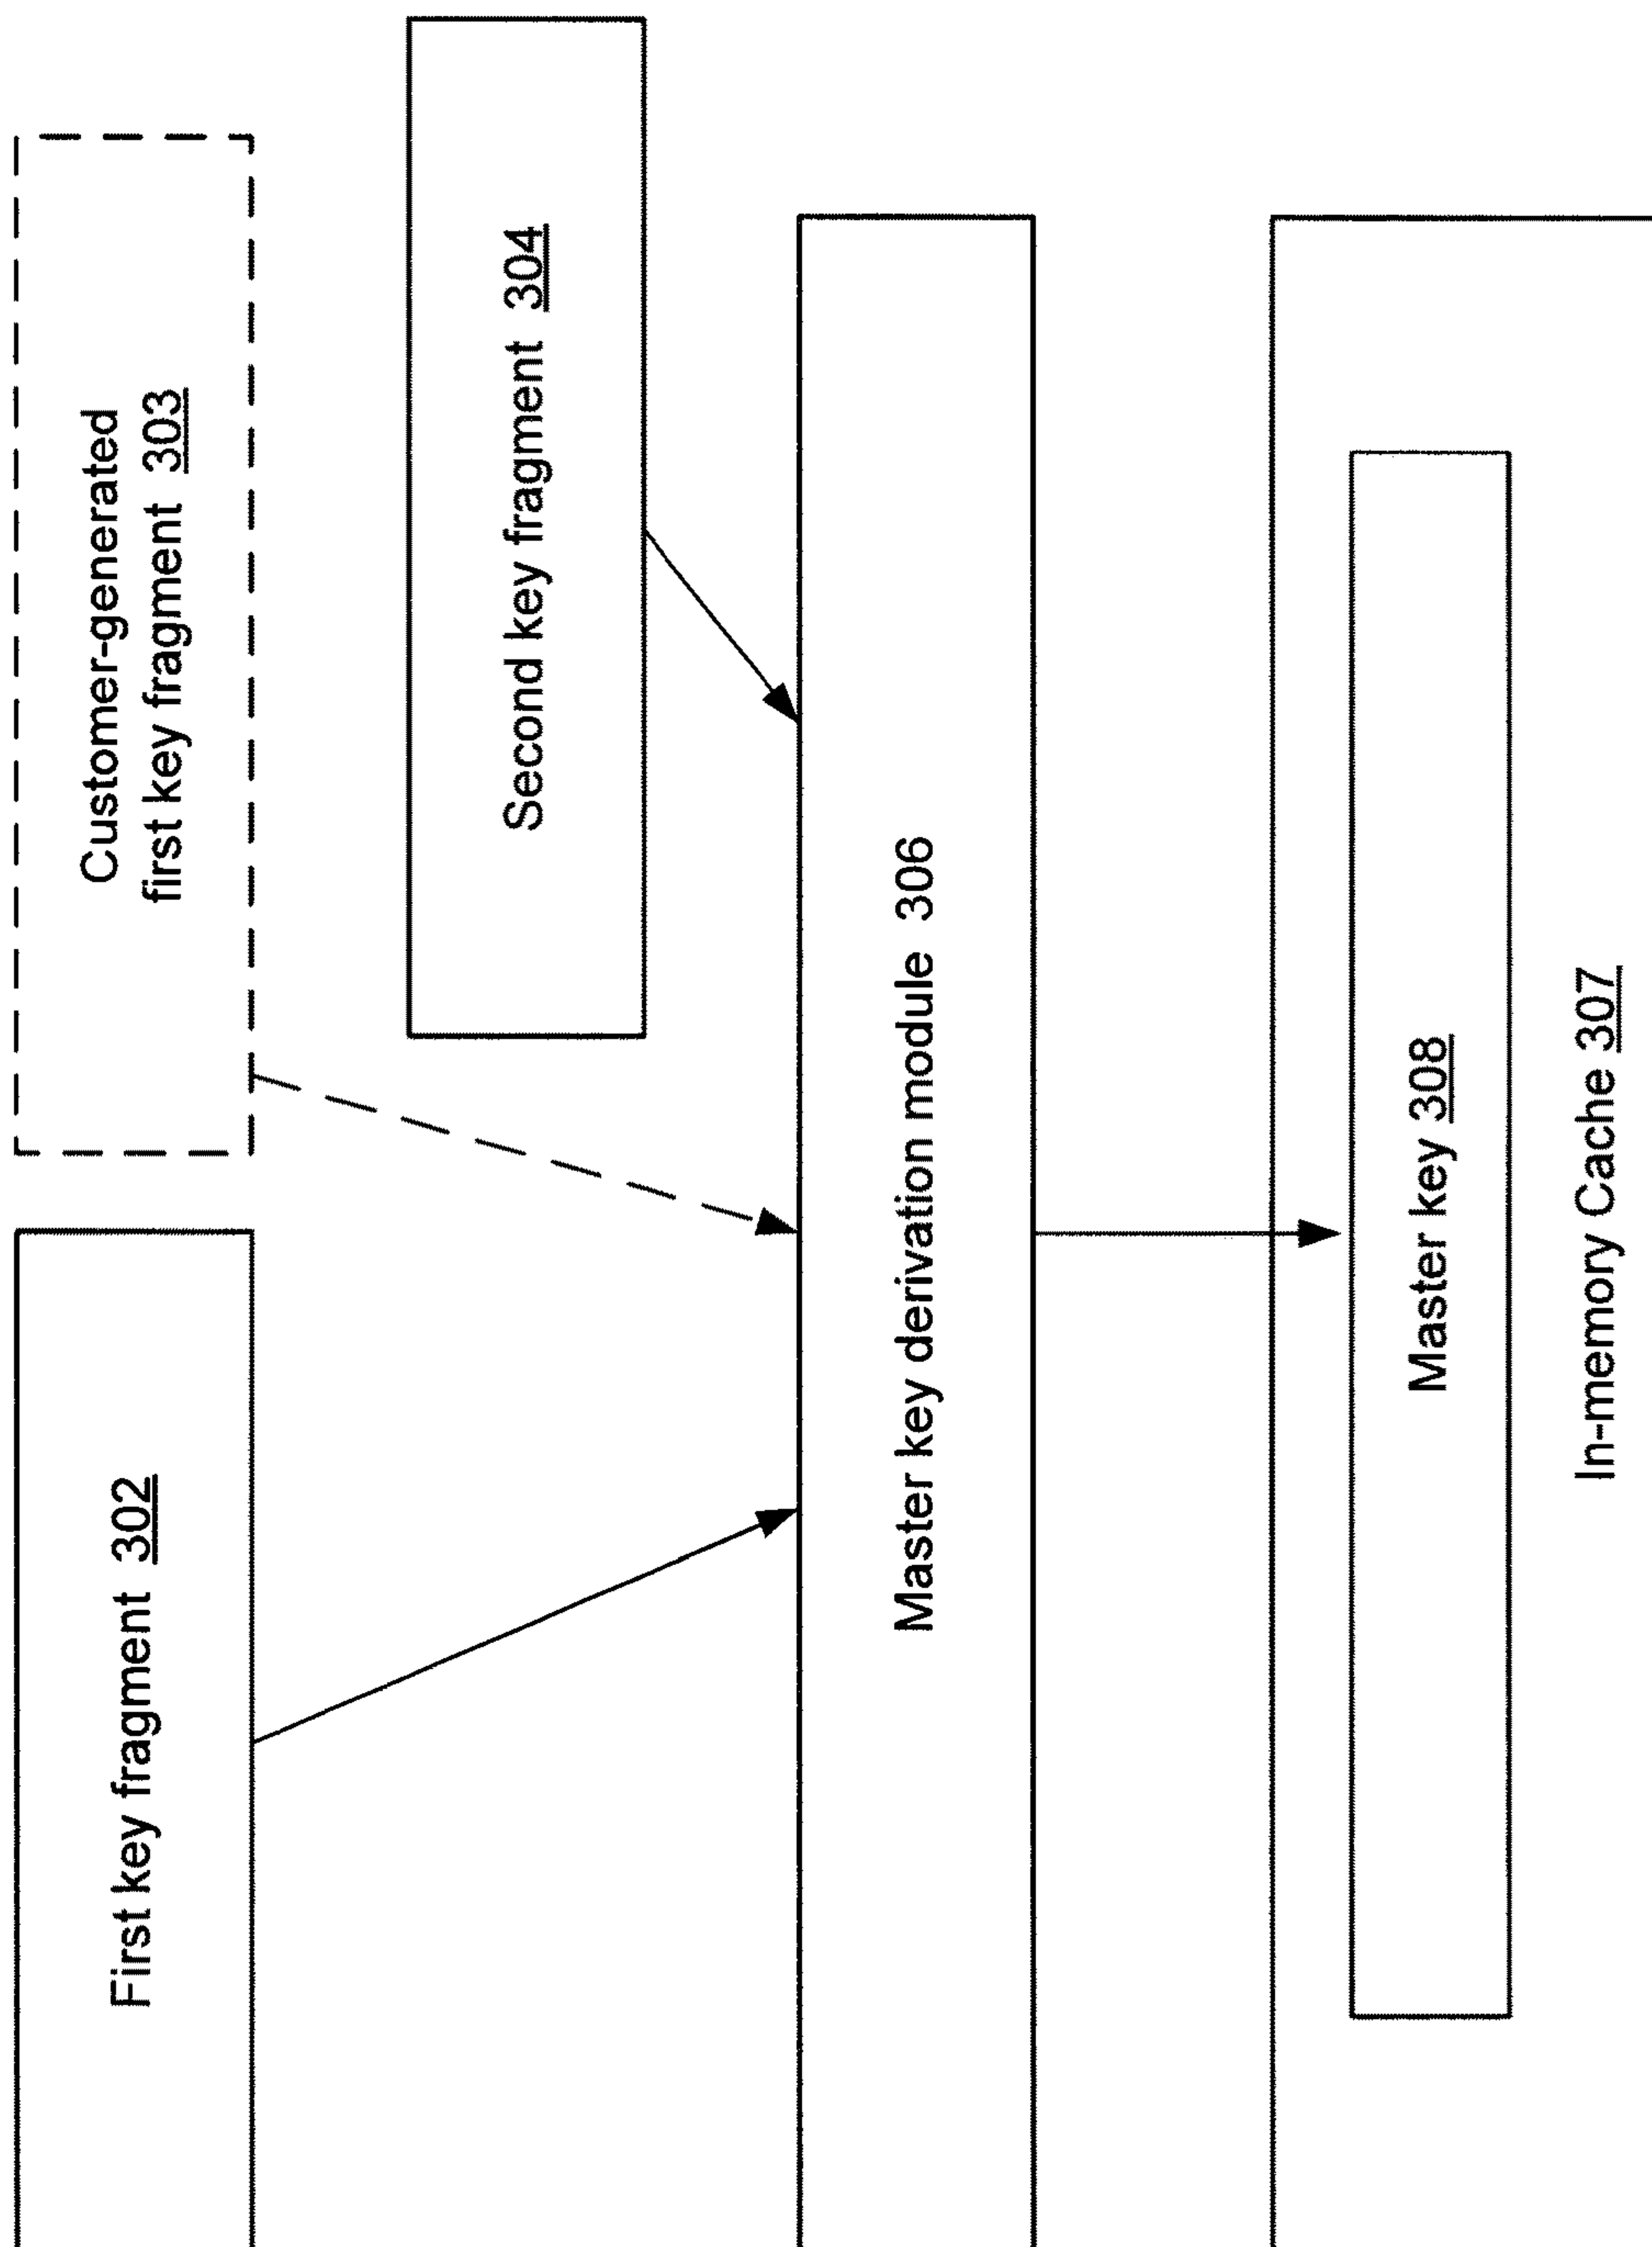 First key fragment 302
Customer-generated
first key fragment 303
Second key fragment 304
Master key derivation module 306
Master key 308
In-memory Cache 307